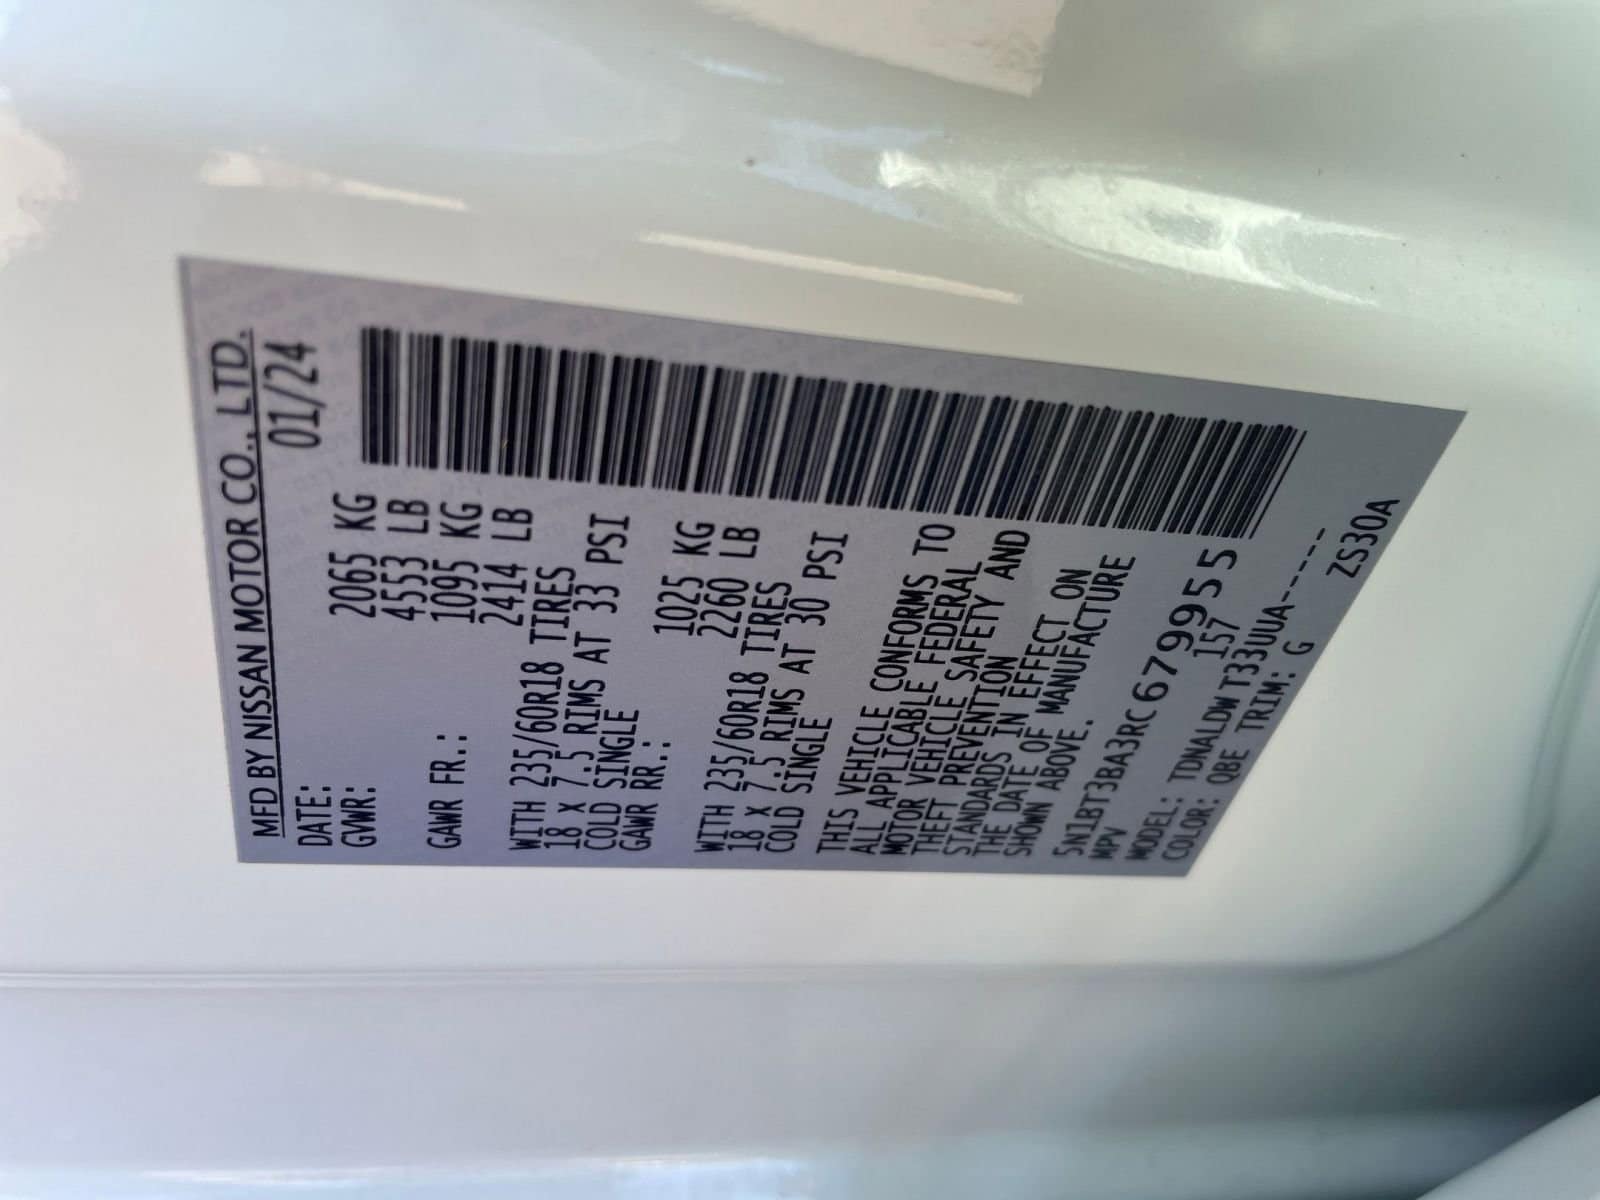 MFD BY NISSAN MOTOR CO., LTD.
DATE: 01/24
GVWR: 2065 KG
4553 LB
GAWR FR.: 1095 KG
2414 LB
WITH 235/60R18 TIRES
18 X 7.5 RIMS AT 33 PSI
COLD SINGLE
GAWR RR.: 1025 KG
2260 LB
WITH 235/60R18 TIRES
18 X 7.5 RIMS AT 30 PSI
COLD SINGLE
THIS VEHICLE CONFORMS TO
ALL APPLICABLE FEDERAL
MOTOR VEHICLE SAFETY AND
THEFT PREVENTION
STANDARDS IN EFFECT ON
THE DATE OF MANUFACTURE
SHOWN ABOVE.
5N1BT3BA3RC679955
MPV 157
MODEL: TDNALDWT33UUA-----
COLOR: QBE TRIM: G ZS30A